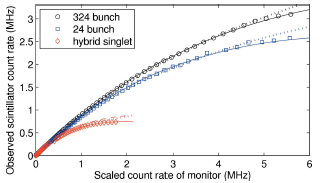 324 bunch
24 bunch
hybrid singlet
Observed scintillator count rate (MHz)
3
2.5
2
1.5
1
0.5
0
0 1 2 3 4 5 6
Scaled count rate of monitor (MHz)